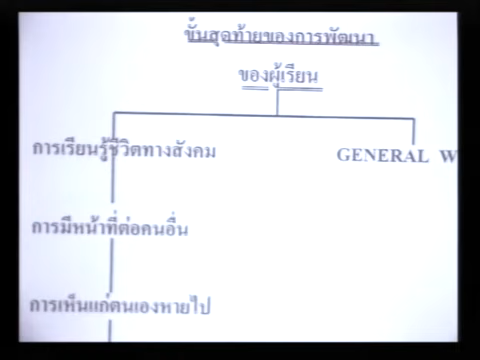 ขั้นสุดท้ายของการพัฒนา
ของผู้เรียน
การเรียนรู้ชีวิตทางสังคม
GENERAL W
การมีหน้าที่ต่อคนอื่น
การเห็นแก่ตนเองหายไป